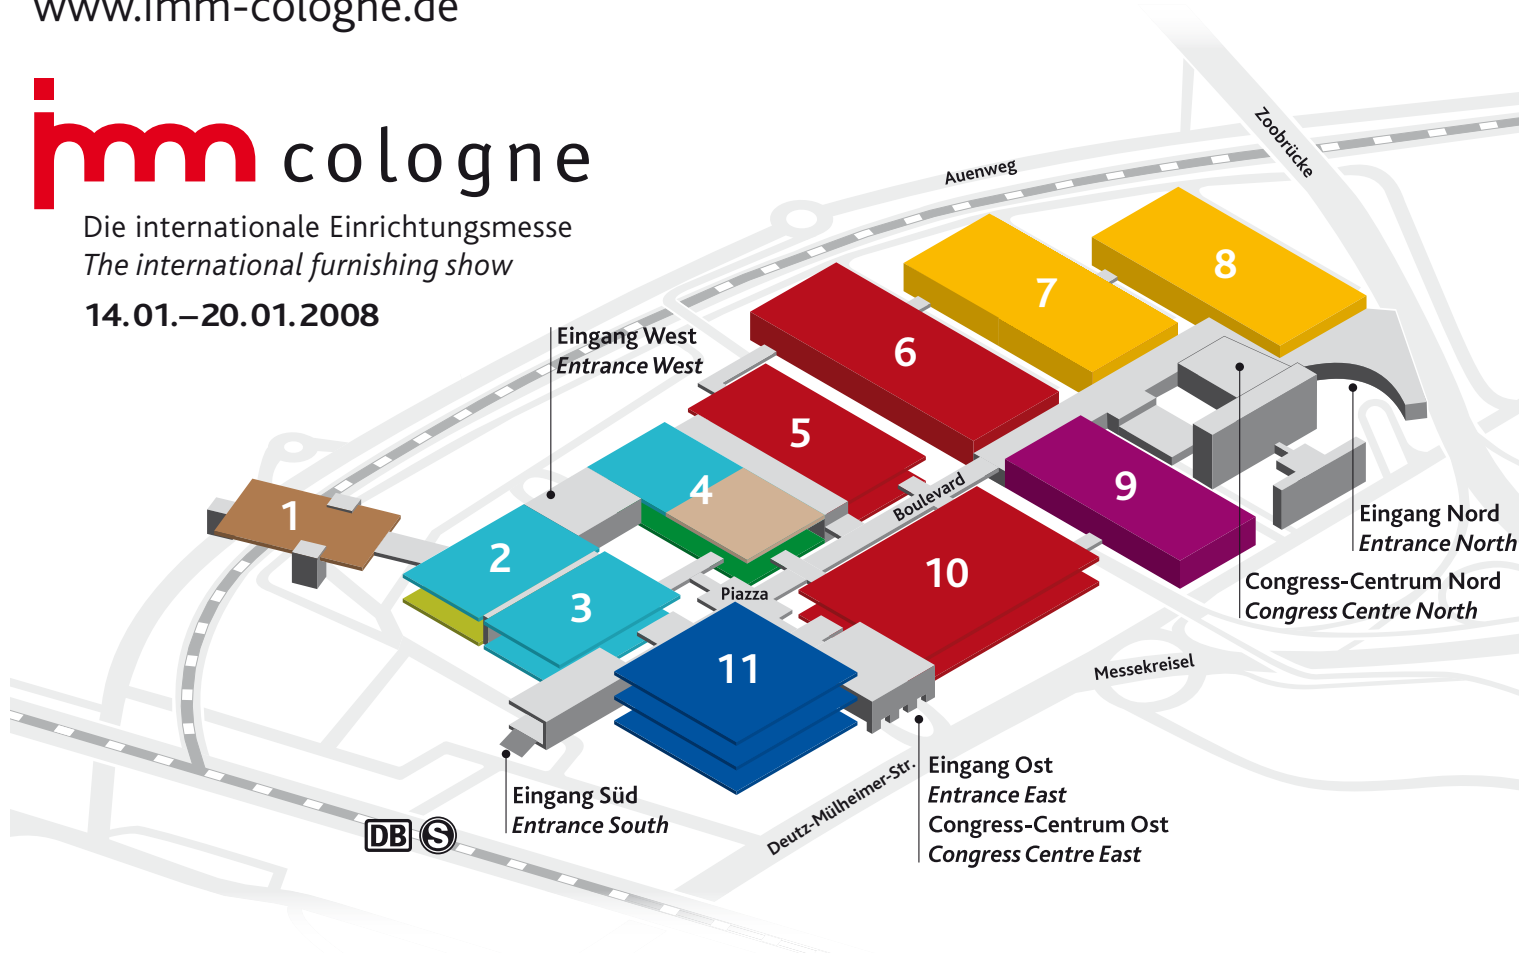 www.imm-cologne.de
imm cologne
Die internationale Einrichtungsmesse
The international furnishing show
14.01.–20.01.2008
Zoobrücke
Auenweg
8
7
6
Eingang West
Entrance West
5
4
9
Boulevard
1
2
3
10
Piazza
11
Eingang Nord
Entrance North
Congress-Centrum Nord
Congress Centre North
Messekreisel
Deutz-Mülheimer-Str.
Eingang Ost
Entrance East
Congress-Centrum Ost
Congress Centre East
Eingang Süd
Entrance South
DB S